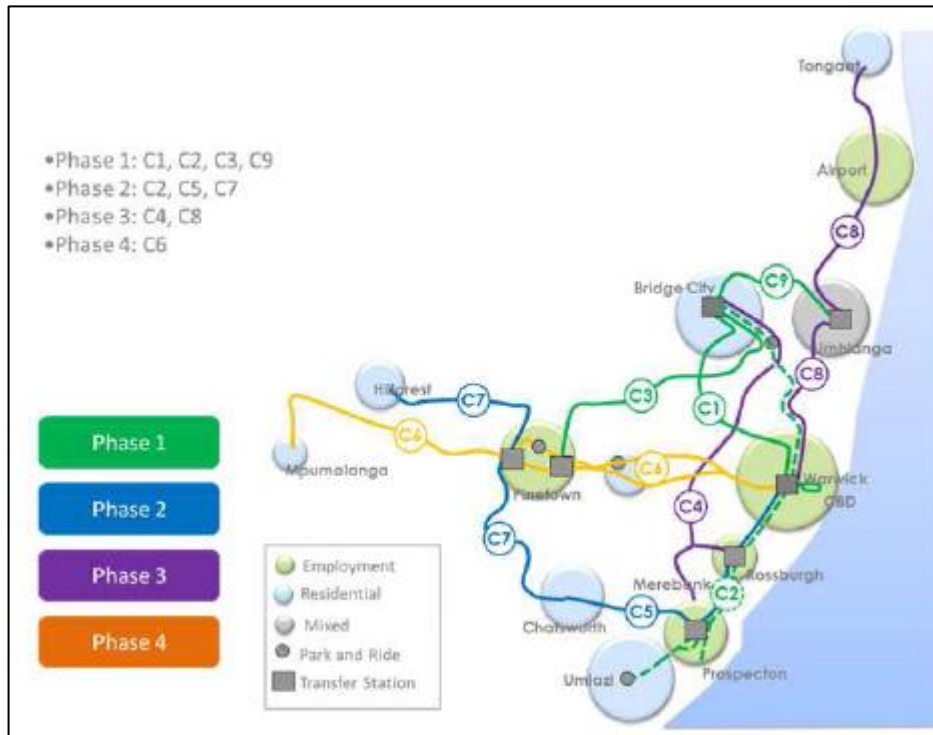 Tongaat
•Phase 1: C1, C2, C3, C9
•Phase 2: C2, C5, C7
•Phase 3: C4, C8
•Phase 4: C6
Airport
C8
C9
Bridge City
Umhlanga
C8
Hillcrest
C7
C3
C1
C6
Mpumalanga
C6
Pinetown
Warwick
CBD
C4
Phase 1
Phase 2
Phase 3
Phase 4
C7
Rossburgh
Merebank
C2
C5
Chatsworth
Prospecton
Umlazi
Employment
Residential
Mixed
Park and Ride
Transfer Station